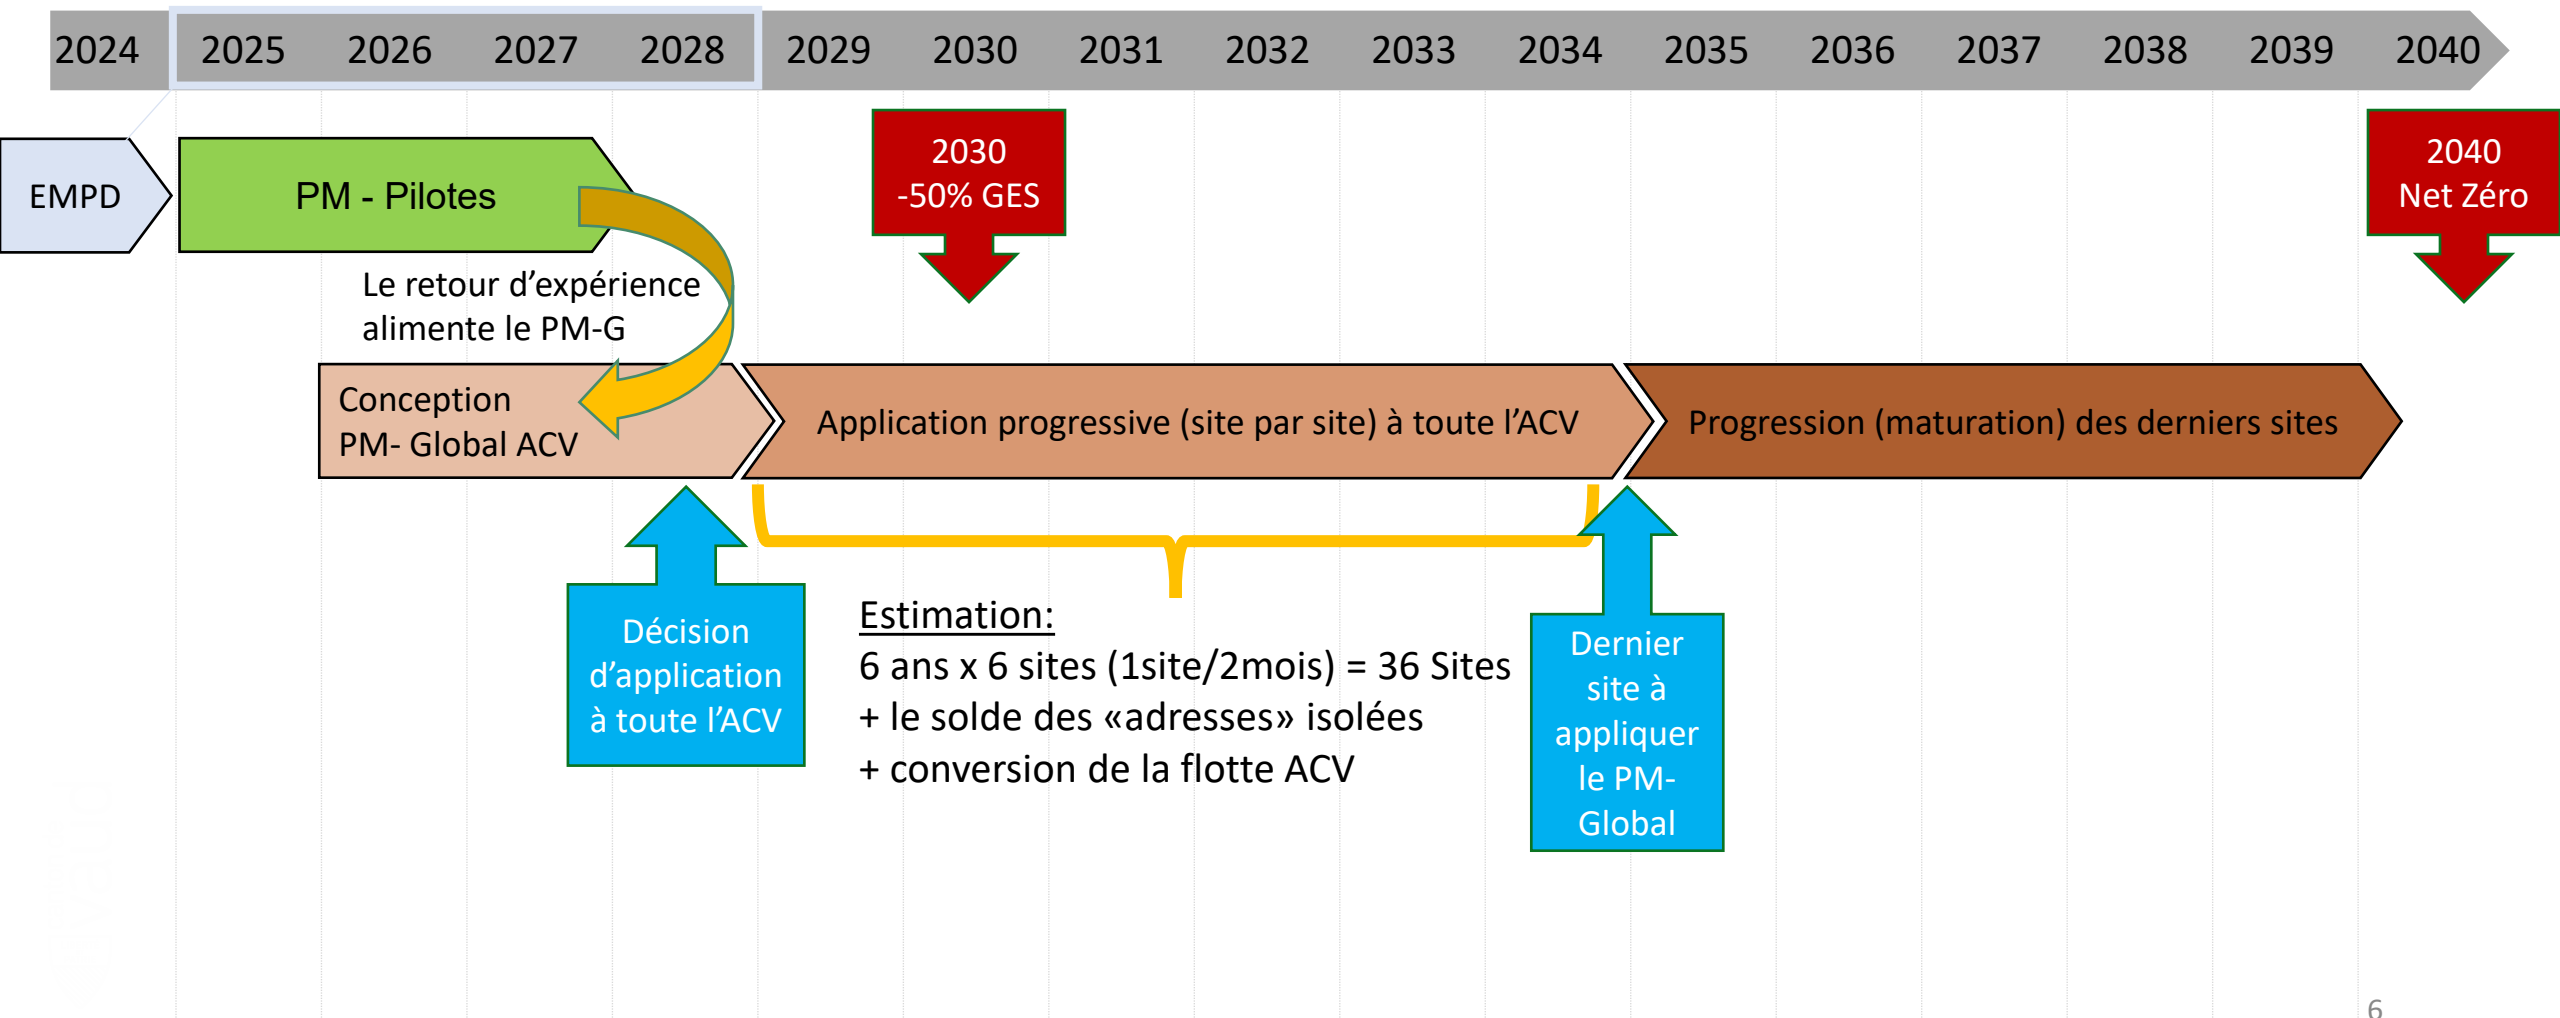 2024 2025 2026 2027 2028 2029 2030 2031 2032 2033 2034 2035 2036 2037 2038 2039 2040
EMPD
PM - Pilotes
2030
-50% GES
2040
Net Zéro
Le retour d’expérience
alimente le PM-G
Conception
PM- Global ACV
Application progressive (site par site) à toute l’ACV
Progression (maturation) des derniers sites
Décision
d’application
à toute l’ACV
Estimation:
6 ans x 6 sites (1site/2mois) = 36 Sites
+ le solde des «adresses» isolées
+ conversion de la flotte ACV
Dernier
site à
appliquer
le PM-
Global
6